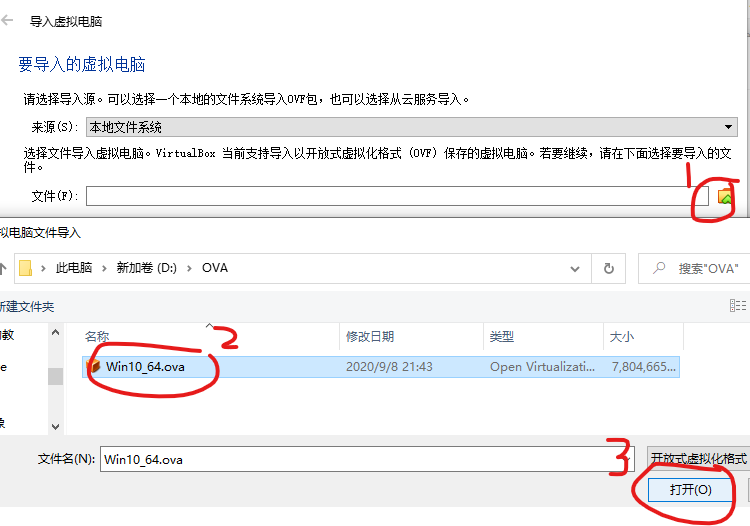 导入虚拟电脑
要导入的虚拟电脑
请选择导入源。可以选择一个本地的文件系统导入OVF包,也可以选择从云服务导入。
来源(S): 本地文件系统
选择文件导入虚拟电脑。VirtualBox 当前支持导入以开放式虚拟化格式 (OVF) 保存的虚拟电脑。若要继续,请在下面选择要导入的文
件。
1
文件(F):
拟电脑文件导入
此电脑 › 新加卷 (D:) › OVA
搜索"OVA"
新建文件夹
的教
名称 修改日期 类型 大小
2
e
Win10_64.ova 2020/9/8 21:43 Open Virtualizati... 7,804,665...
象
文件名(N): Win10_64.ova 开放式虚拟化格式
3
打开(O)